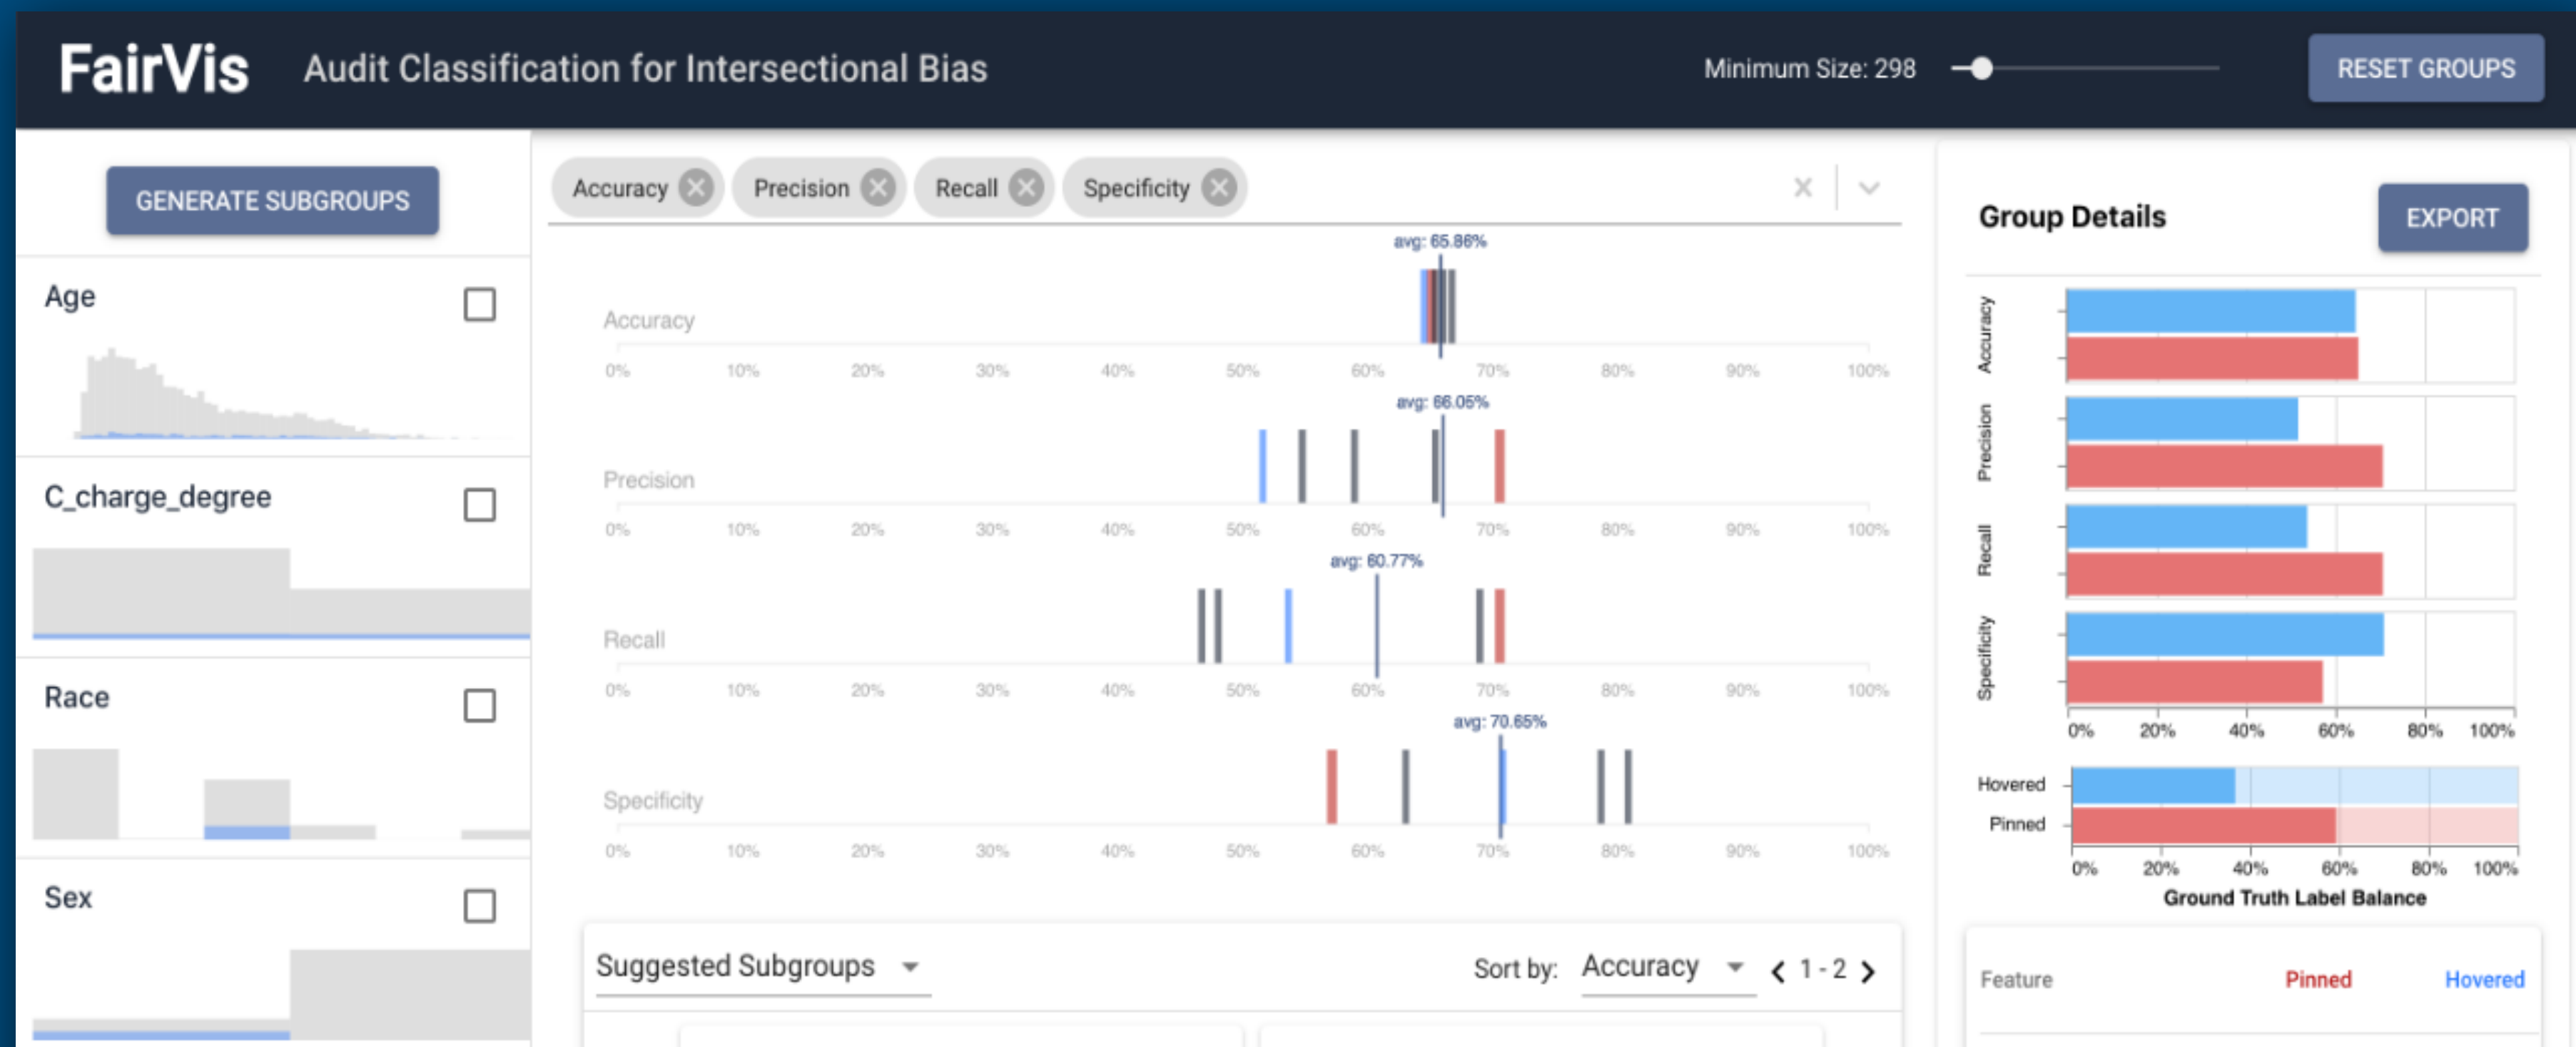 FairVis Audit Classification for Intersectional Bias Minimum Size: 298 RESET GROUPS
GENERATE SUBGROUPS
Age
C_charge_degree
Race
Sex
Accuracy Precision Recall Specificity
avg: 65.86%
Accuracy
0% 10% 20% 30% 40% 50% 60% 70% 80% 90% 100%
avg: 66.05%
Precision
0% 10% 20% 30% 40% 50% 60% 70% 80% 90% 100%
avg: 60.77%
Recall
0% 10% 20% 30% 40% 50% 60% 70% 80% 90% 100%
avg: 70.65%
Specificity
0% 10% 20% 30% 40% 50% 60% 70% 80% 90% 100%
Suggested Subgroups Sort by: Accuracy 1 - 2
Group Details EXPORT
Accuracy
Precision
Recall
Specificity
0% 20% 40% 60% 80% 100%
Hovered
Pinned
0% 20% 40% 60% 80% 100%
Ground Truth Label Balance
Feature Pinned Hovered